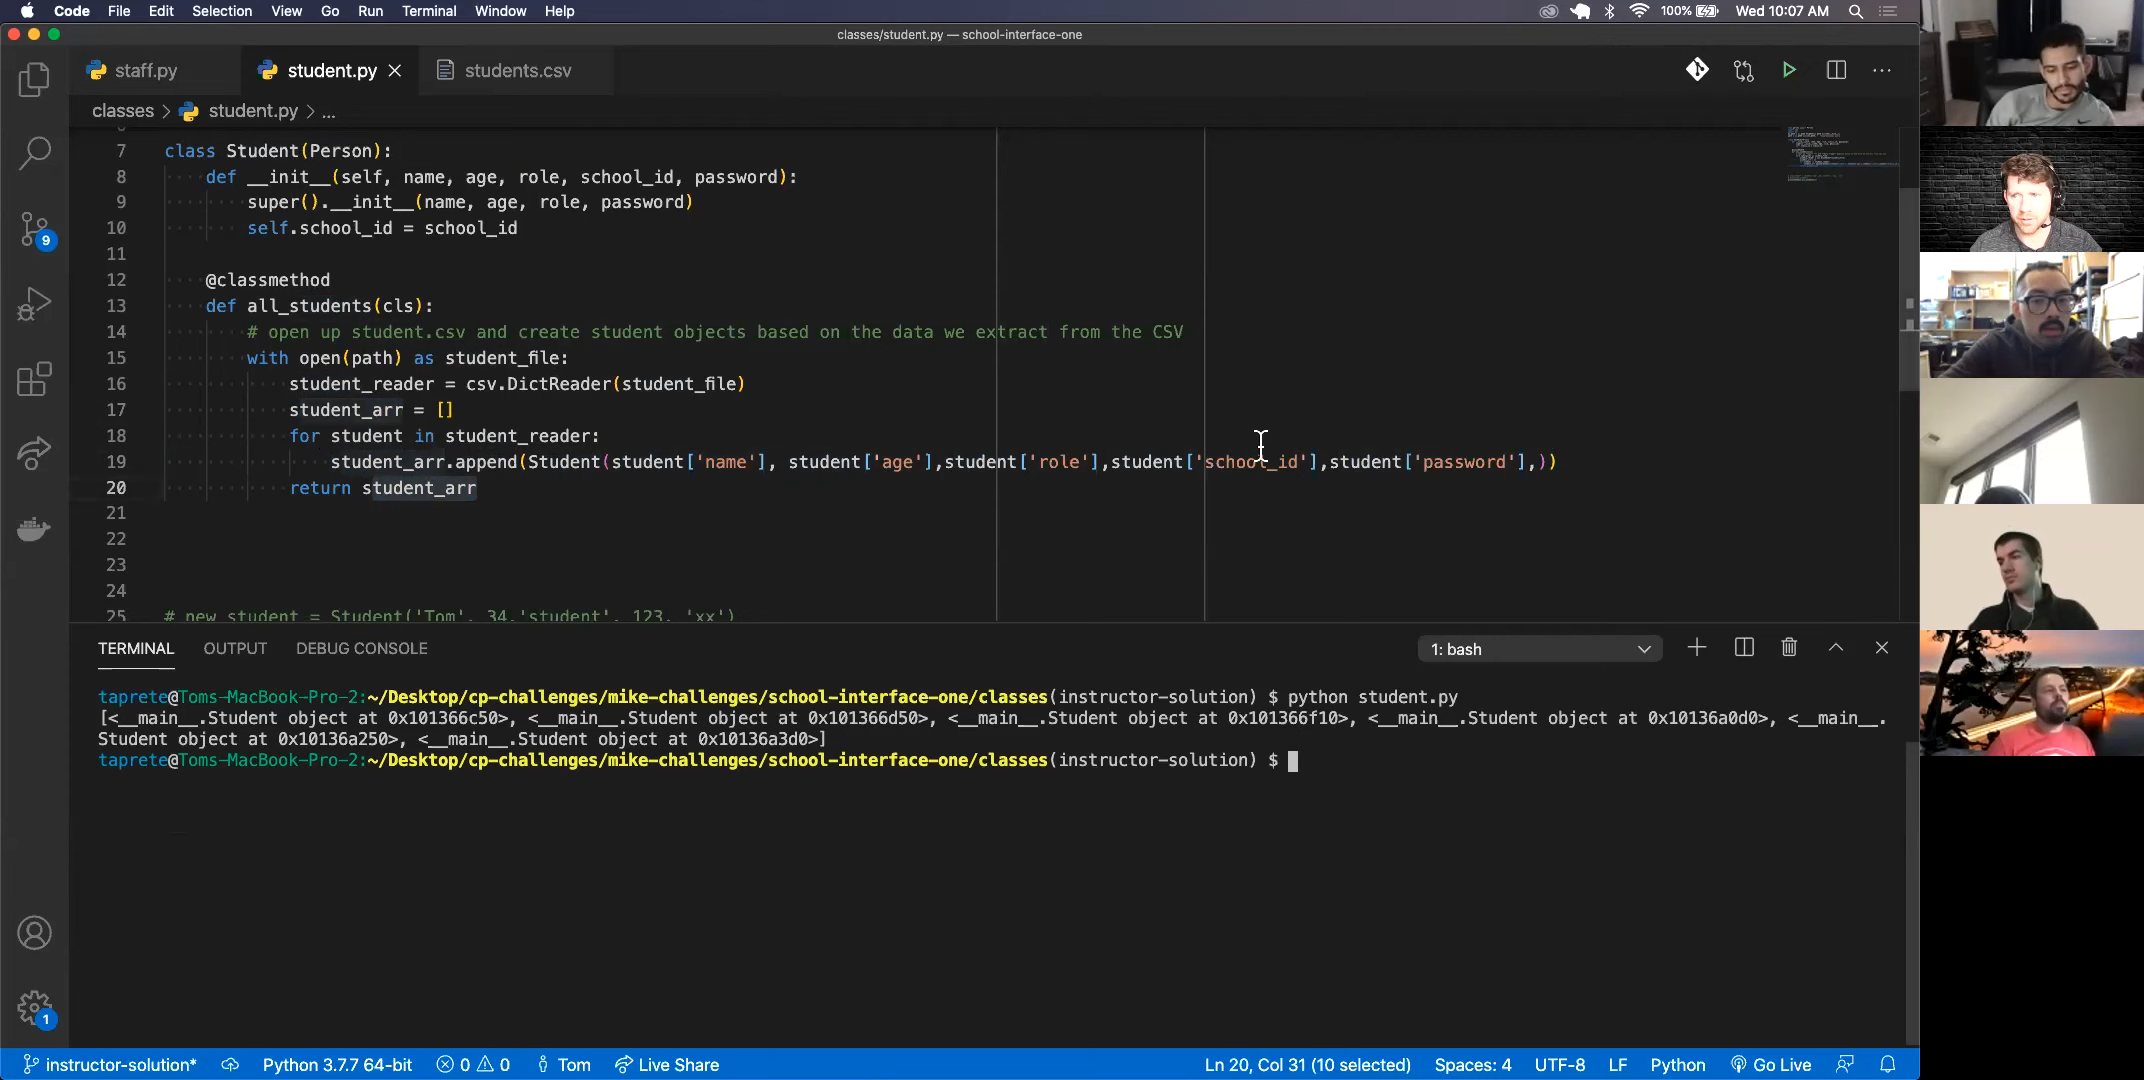 Code File Edit Selection View Go Run Terminal Window Help 100% Wed 10:07 AM
classes/student.py — school-interface-one
staff.py student.py students.csv
classes > student.py > ...
7 class Student(Person):
8 def __init__(self, name, age, role, school_id, password):
9 super().__init__(name, age, role, password)
10 self.school_id = school_id
11
12 @classmethod
13 def all_students(cls):
14 # open up student.csv and create student objects based on the data we extract from the CSV
15 with open(path) as student_file:
16 student_reader = csv.DictReader(student_file)
17 student_arr = []
18 for student in student_reader:
19 student_arr.append(Student(student['name'], student['age'],student['role'],student['school_id'],student['password'],))
20 return student_arr
21
22
23
24
25 # new_student = Student('Tom', 34,'student', 123, 'xx')
9
TERMINAL OUTPUT DEBUG CONSOLE 1: bash
taprete@Toms-MacBook-Pro-2:~/Desktop/cp-challenges/mike-challenges/school-interface-one/classes(instructor-solution) $ python student.py
[<__main__.Student object at 0x101366c50>, <__main__.Student object at 0x101366d50>, <__main__.Student object at 0x101366f10>, <__main__.Student object at 0x10136a0d0>, <__main__.
Student object at 0x10136a250>, <__main__.Student object at 0x10136a3d0>]
taprete@Toms-MacBook-Pro-2:~/Desktop/cp-challenges/mike-challenges/school-interface-one/classes(instructor-solution) $
1
instructor-solution* Python 3.7.7 64-bit 0 0 Tom Live Share Ln 20, Col 31 (10 selected) Spaces: 4 UTF-8 LF Python Go Live